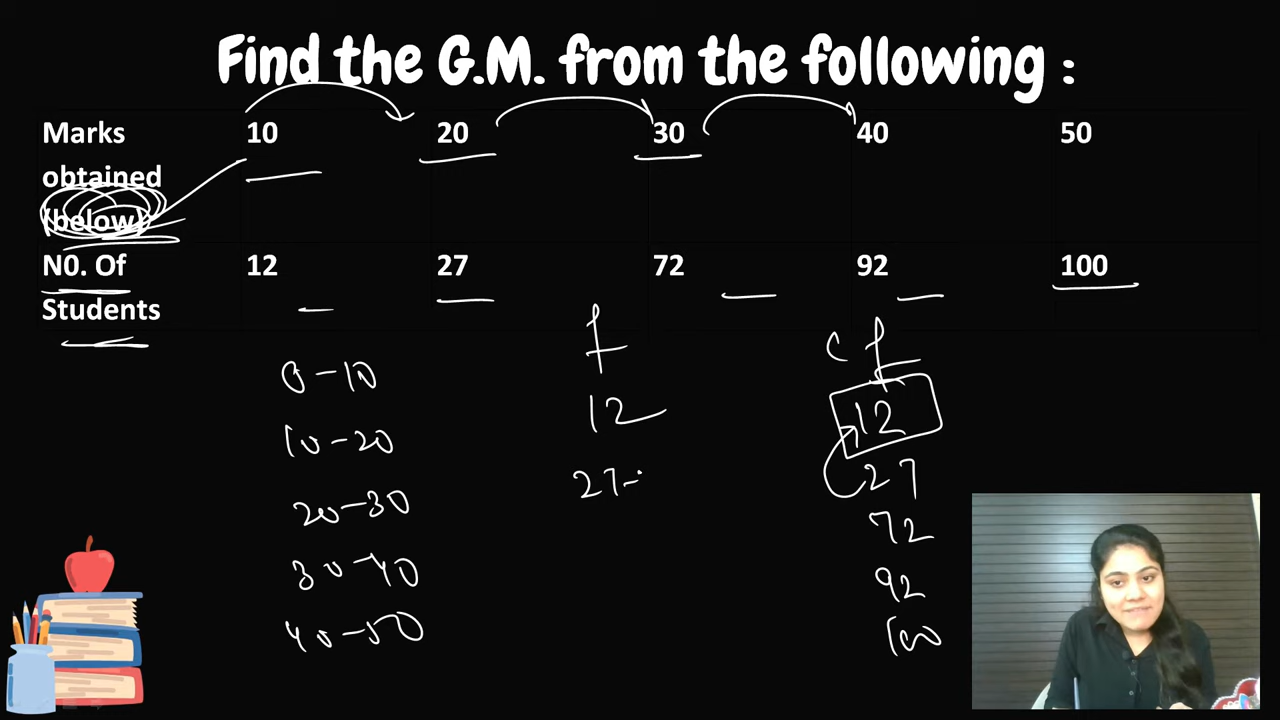 Find the G.M. from the following :
Marks obtained (below) 10 20 30 40 50
N0. Of Students 12 27 72 92 100
f cf
0-10 12 12
10-20 27- 27
20-30 72
30-40 92
40-50 100